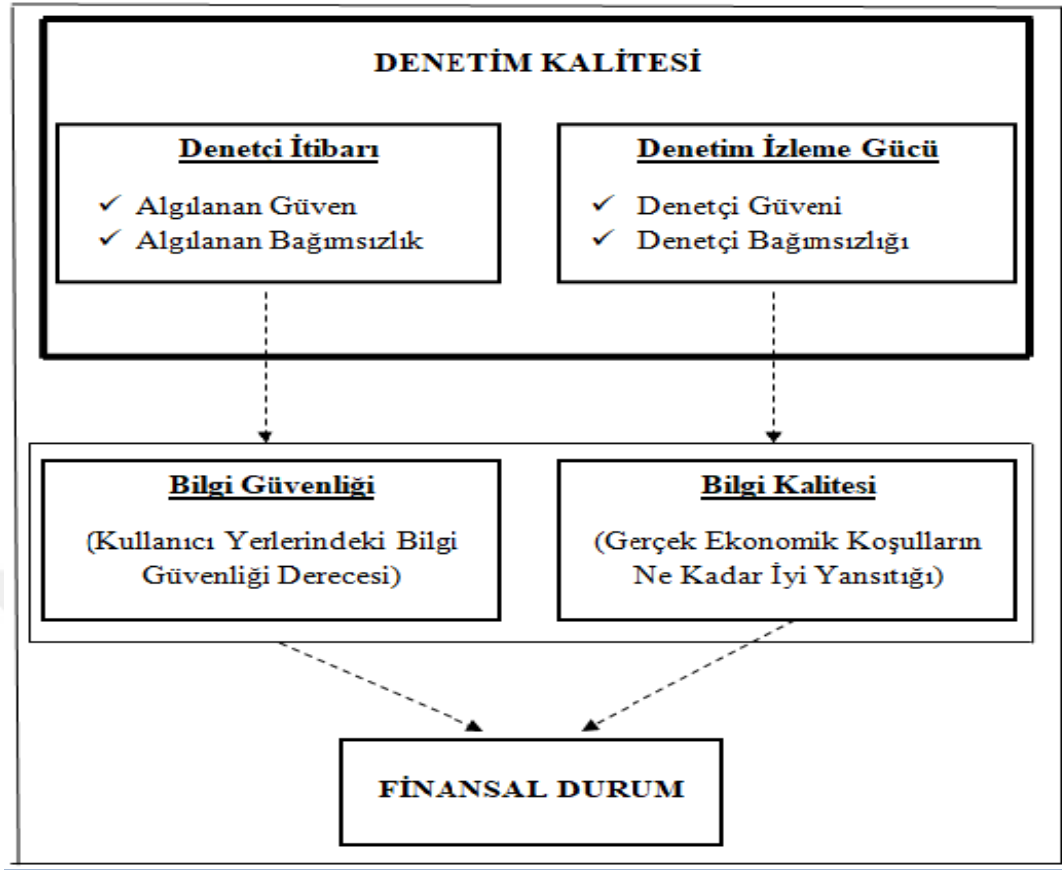 DENETİM KALİTESİ
Denetci İtibarı
✓ Algılanan Güven
✓ Algılanan Bağımsızlık
Denetim İzleme Gücü
✓ Denetçi Güveni
✓ Denetçi Bağımsızlığı
Bilgi Güvenliği
(Kullanıcı Yerlerindeki Bilgi
Güvenliği Derecesi)
Bilgi Kalitesi
(Gerçek Ekonomik Koşulların
Ne Kadar İyi Yansıtığı)
FİNANSAL DURUM